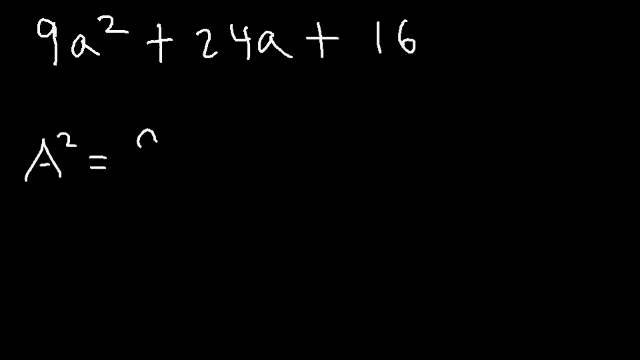 9a² + 24a + 16
A² =